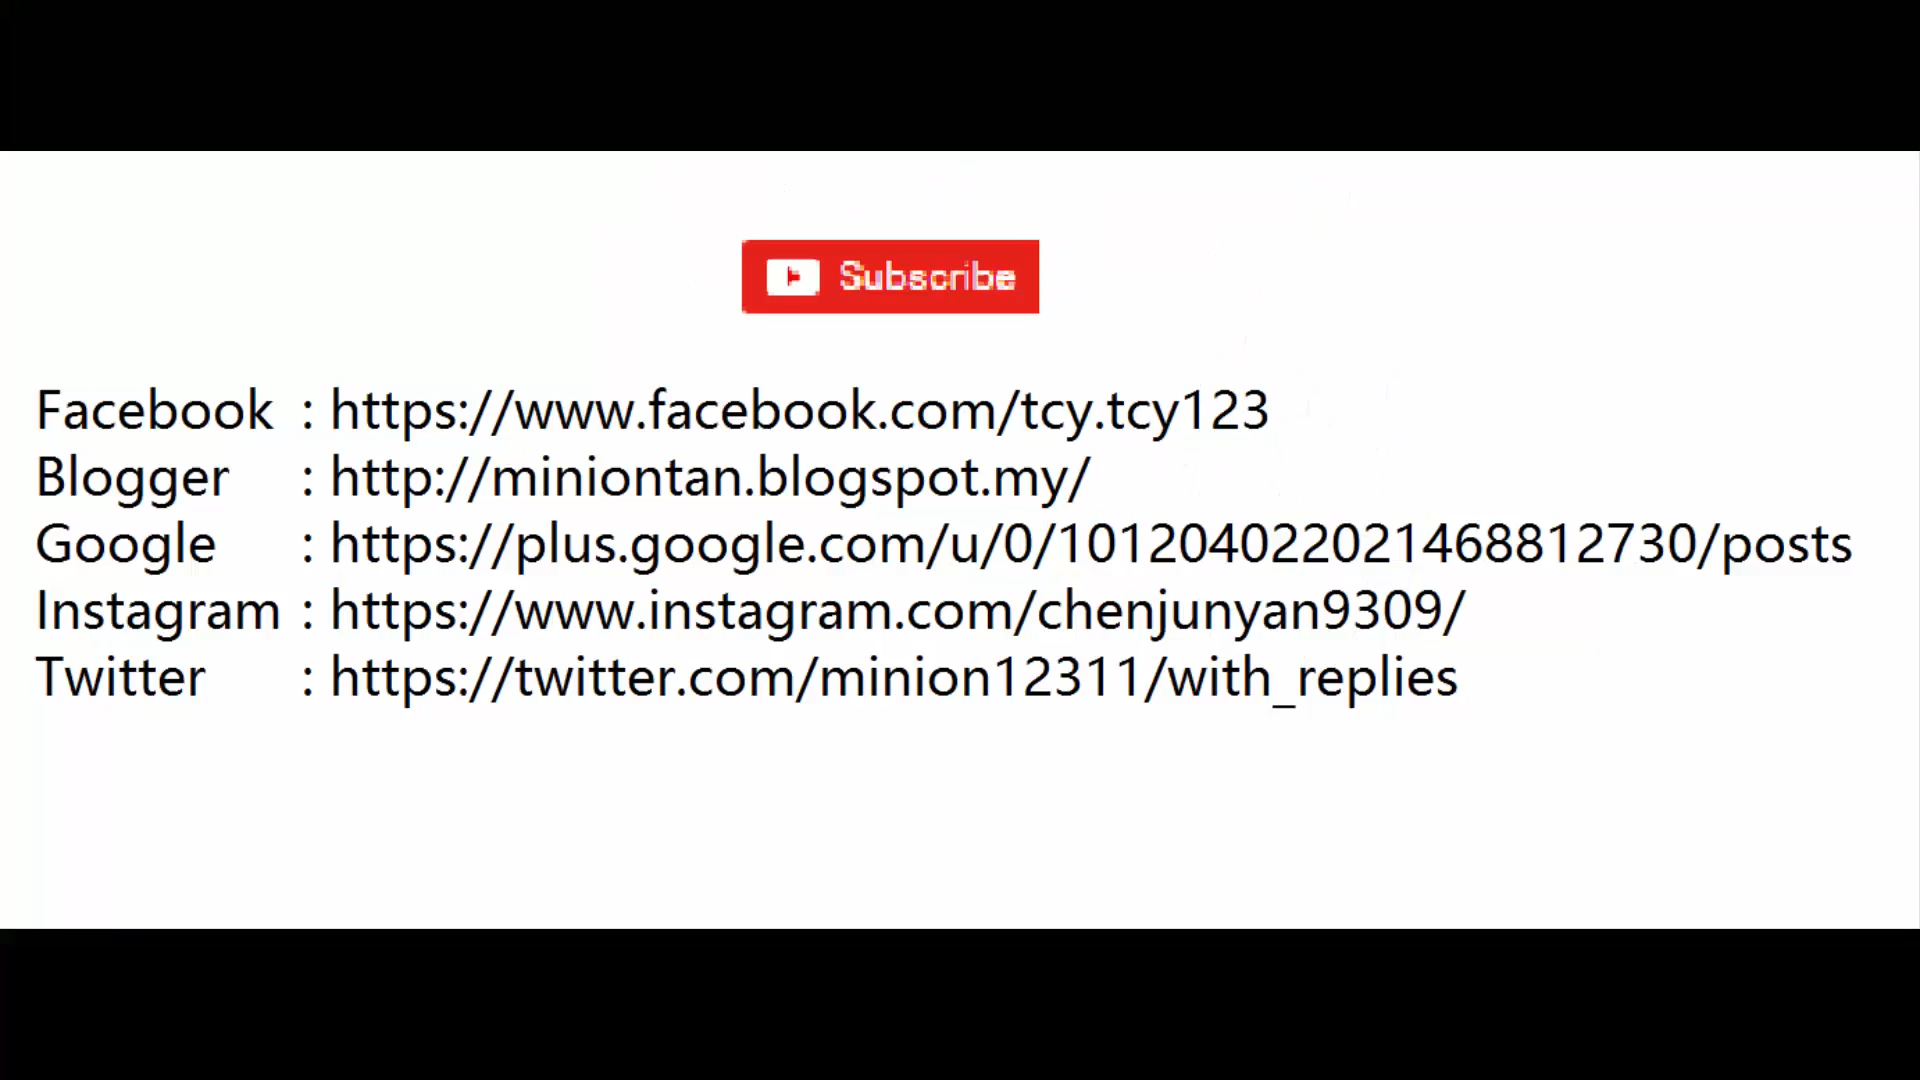 Subscribe
Facebook : https://www.facebook.com/tcy.tcy123
Blogger : http://miniontan.blogspot.my/
Google : https://plus.google.com/u/0/101204022021468812730/posts
Instagram : https://www.instagram.com/chenjunyan9309/
Twitter : https://twitter.com/minion12311/with_replies